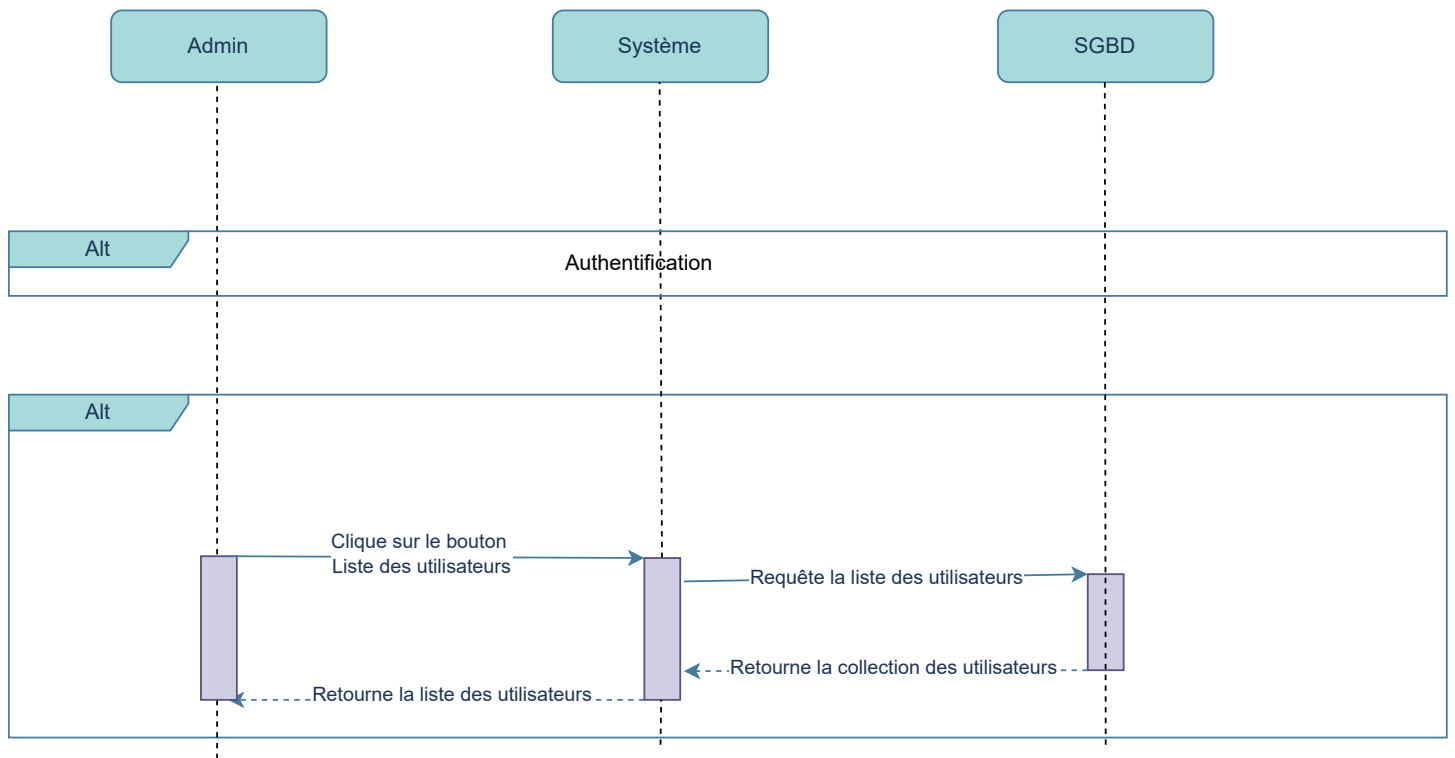 Admin
Système
SGBD
Alt
Authentification
Alt
Clique sur le bouton
Liste des utilisateurs
Requête la liste des utilisateurs
Retourne la collection des utilisateurs
Retourne la liste des utilisateurs